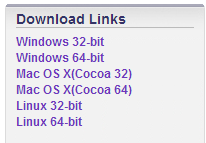 Download Links
Windows 32-bit
Windows 64-bit
Mac OS X(Cocoa 32)
Mac OS X(Cocoa 64)
Linux 32-bit
Linux 64-bit